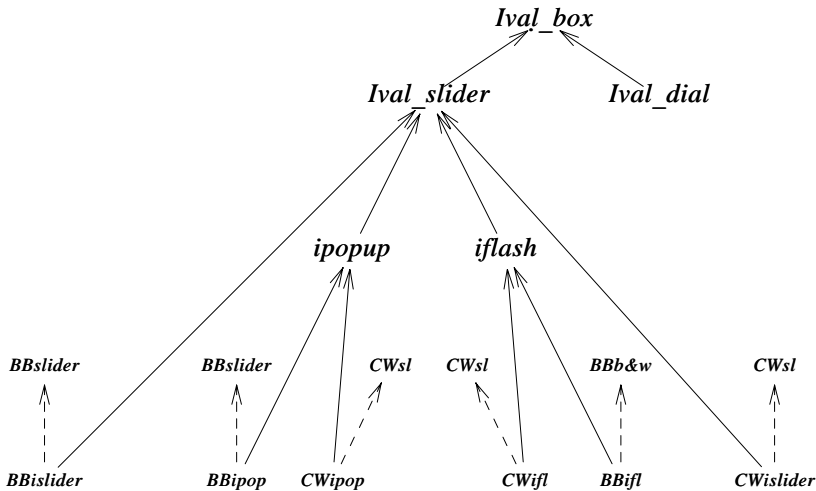 Ival_box
Ival_slider Ival_dial
ipopup iflash
BBslider BBslider CWsl CWsl BBb&w CWsl
BBislider BBipop CWipop CWifl BBifl CWislider